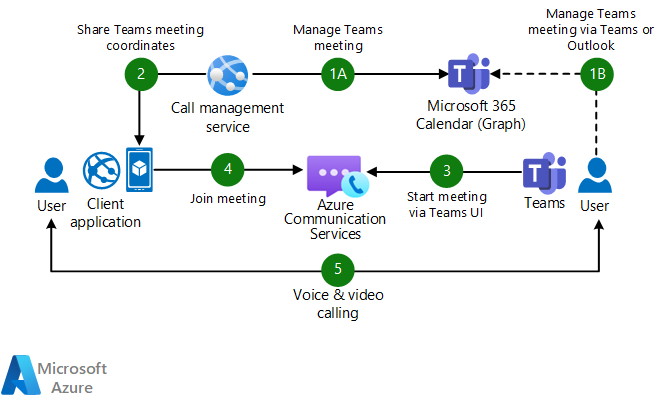 Share Teams meeting
coordinates
Manage Teams
meeting
Manage Teams
meeting via Teams or
Outlook
2
1A
1B
Call management
service
Microsoft 365
Calendar (Graph)
4
3
User
Client
application
Join meeting
Azure
Communication
Services
Start meeting
via Teams UI
Teams
User
5
Voice & video
calling
Microsoft
Azure